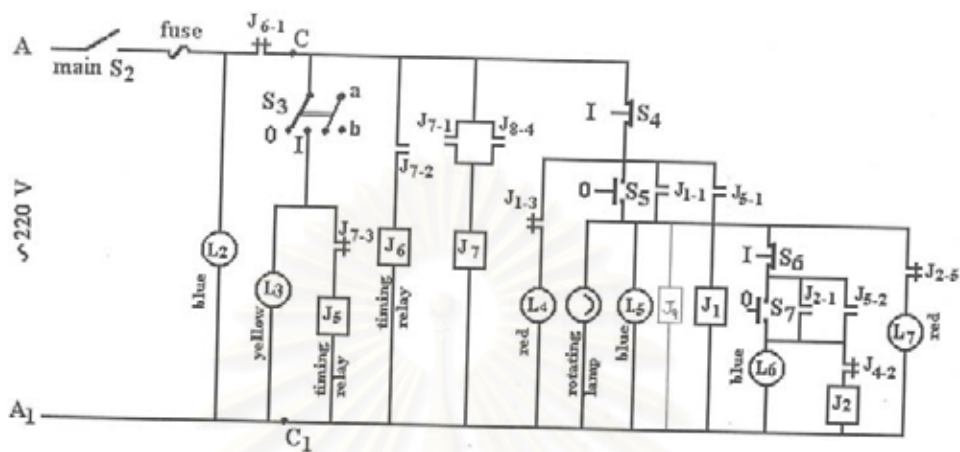 J6-1
A
fuse
C
main S2
S3
a
0
I
b
I
S4
J7-1
J8-4
J7-2
J1-3
0
S5
J1-1
J5-1
~220 V
L2
blue
J7-3
J6
J7
I
S6
J2-5
L3
yellow
J5
timing relay
timing relay
L4
red
rotating lamp
L5
blue
J1
0
S7
J2-1
J5-2
L7
red
L6
blue
J4-2
J2
A1
C1